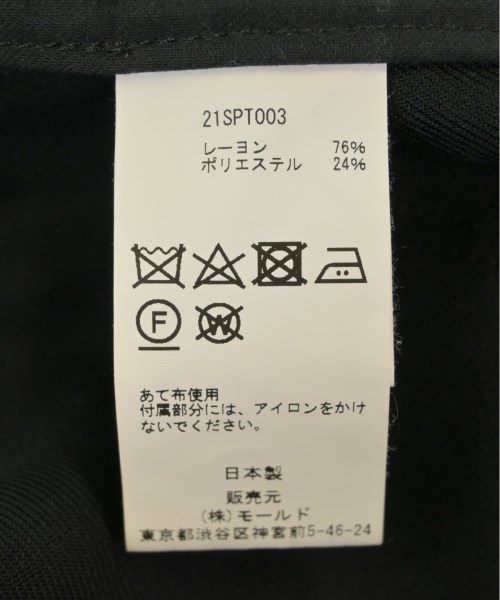 21SPT003
レーヨン 76%
ポリエステル 24%
F W
あて布使用
付属部分には、アイロンをかけ
ないでください。
日本製
販売元
(株)モールド
東京都渋谷区神宮前5-46-24